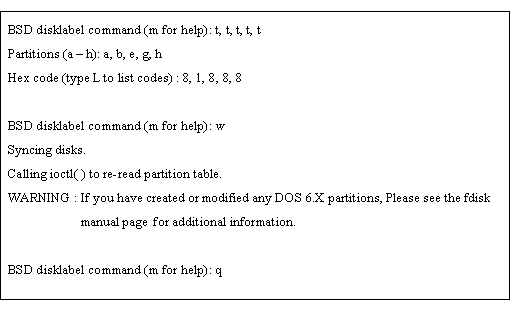 BSD disklabel command (m for help): t, t, t, t, t
Partitions (a – h): a, b, e, g, h
Hex code (type L to list codes) : 8, 1, 8, 8, 8
BSD disklabel command (m for help): w
Syncing disks.
Calling ioctl( ) to re-read partition table.
WARNING : If you have created or modified any DOS 6.X partitions, Please see the fdisk
manual page for additional information.
BSD disklabel command (m for help): q